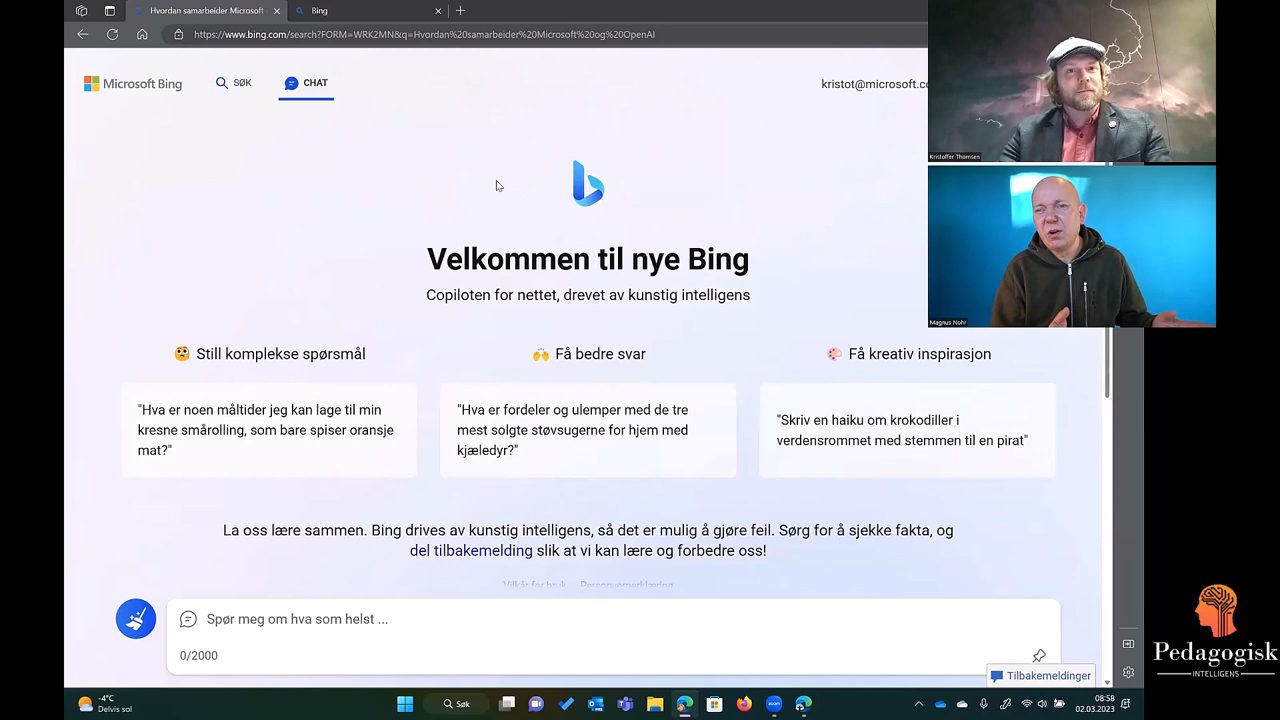 Hvordan samarbeider Microsoft
Bing
https://www.bing.com/search?FORM=WRK2MN&q=Hvordan%20samarbeider%20Microsoft%20og%20OpenAI
Microsoft Bing
SØK
CHAT
kristot@microsoft.co
Kristoffer Thomsen
Magnus Nohr
Velkommen til nye Bing
Copiloten for nettet, drevet av kunstig intelligens
Still komplekse spørsmål
Få bedre svar
Få kreativ inspirasjon
"Hva er noen måltider jeg kan lage til min
kresne smårolling, som bare spiser oransje
mat?"
"Hva er fordeler og ulemper med de tre
mest solgte støvsugerne for hjem med
kjæledyr?"
"Skriv en haiku om krokodiller i
verdensrommet med stemmen til en pirat"
La oss lære sammen. Bing drives av kunstig intelligens, så det er mulig å gjøre feil. Sørg for å sjekke fakta, og
del tilbakemelding slik at vi kan lære og forbedre oss!
Vilkår for bruk Personvernerklæring
Spør meg om hva som helst ...
0/2000
Tilbakemeldinger
Pedagogisk
INTELLIGENS
-4°C
Delvis sol
Søk
zoom
08:58
02.03.2023